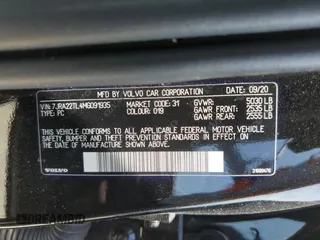 MFD BY VOLVO CAR CORPORATION 09/20
VIN: 7JRA22TL4MG091935 MARKET CODE: 31 GVWR: 5030 LB
TYPE: PC COLOUR: 019 GAWR FRONT: 2535 LB
GAWR REAR: 2555 LB
THIS VEHICLE CONFORMS TO ALL APPLICABLE FEDERAL MOTOR VEHICLE
SAFETY, BUMPER, AND THEFT PREVENTION STANDARDS IN EFFECT ON THE
DATE OF MANUFACTURE SHOWN ABOVE.
VOLVO